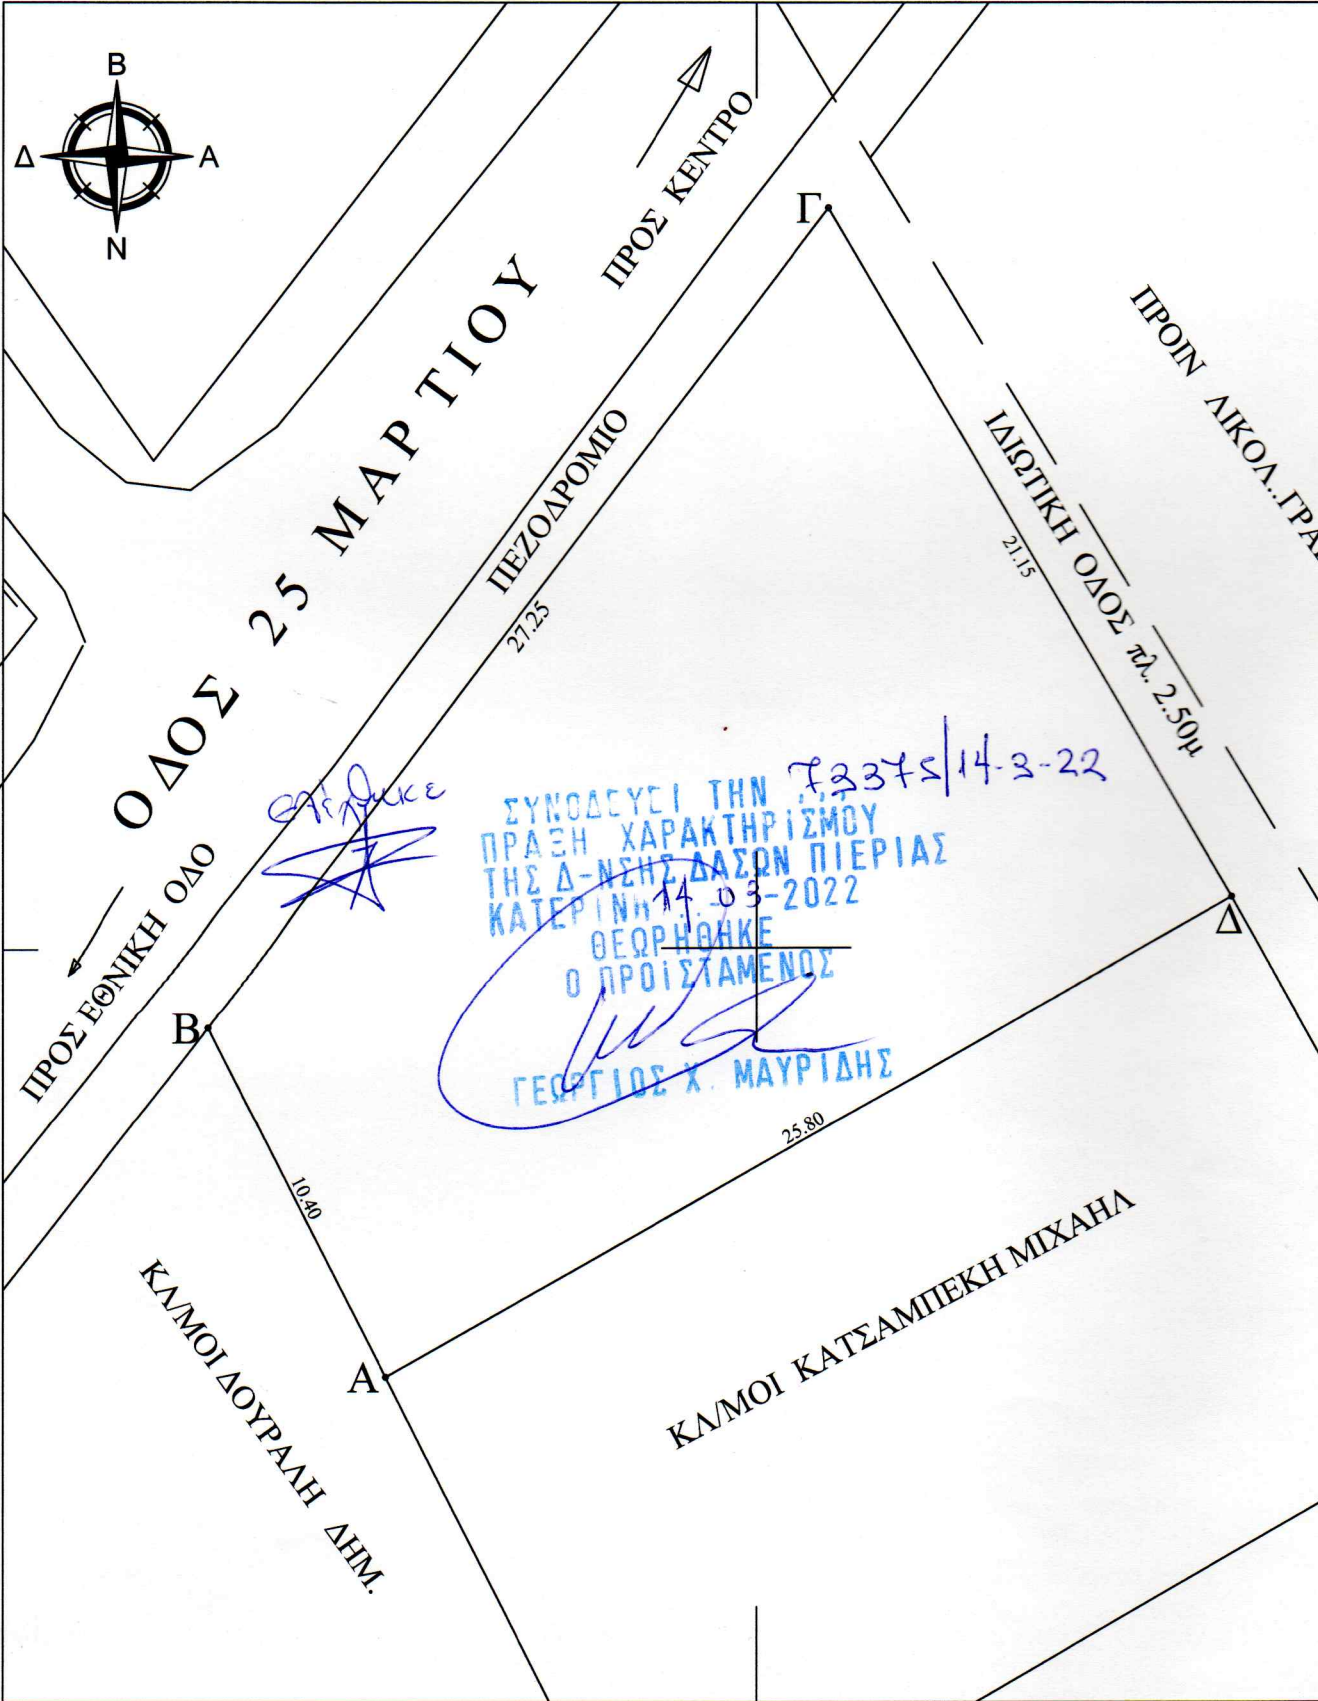 Β
Δ Α
Ν
ΠΡΟΣ ΚΕΝΤΡΟ
Γ
ΟΔΟΣ 25 ΜΑΡΤΙΟΥ
ΠΕΖΟΔΡΟΜΙΟ
27.25
ΠΡΟΙΝ ΛΙΚΟΛ..ΓΡΑ
ΙΔΙΩΤΙΚΗ ΟΔΟΣ πλ. 2.50μ
21.15
ΣΥΝΟΔΕΥΕΙ ΤΗΝ 73375/14-3-22
ΠΡΑΞΗ ΧΑΡΑΚΤΗΡΙΣΜΟΥ
ΤΗΣ Δ-ΝΣΗΣ ΔΑΣΩΝ ΠΙΕΡΙΑΣ
ΚΑΤΕΡΙΝΗ 14-03-2022
ΘΕΩΡΗΘΗΚΕ
Ο ΠΡΟΪΣΤΑΜΕΝΟΣ
ΓΕΩΡΓΙΟΣ Χ. ΜΑΥΡΙΔΗΣ
Δ
ΠΡΟΣ ΕΘΝΙΚΗ ΟΔΟ
Β
25.80
10.40
ΚΛ/ΜΟΙ ΔΟΥΡΑΛΗ ΔΗΜ.
Α
ΚΛ/ΜΟΙ ΚΑΤΣΑΜΠΕΚΗ ΜΙΧΑΗΛ